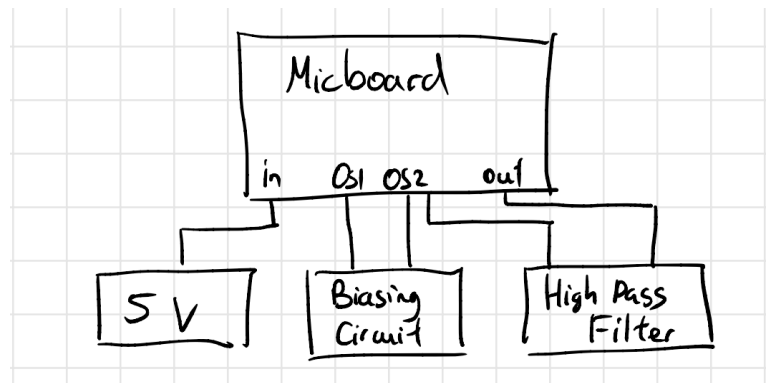 Micboard
in OS1 OS2 out
5 V
Biasing
Circuit
High Pass
Filter